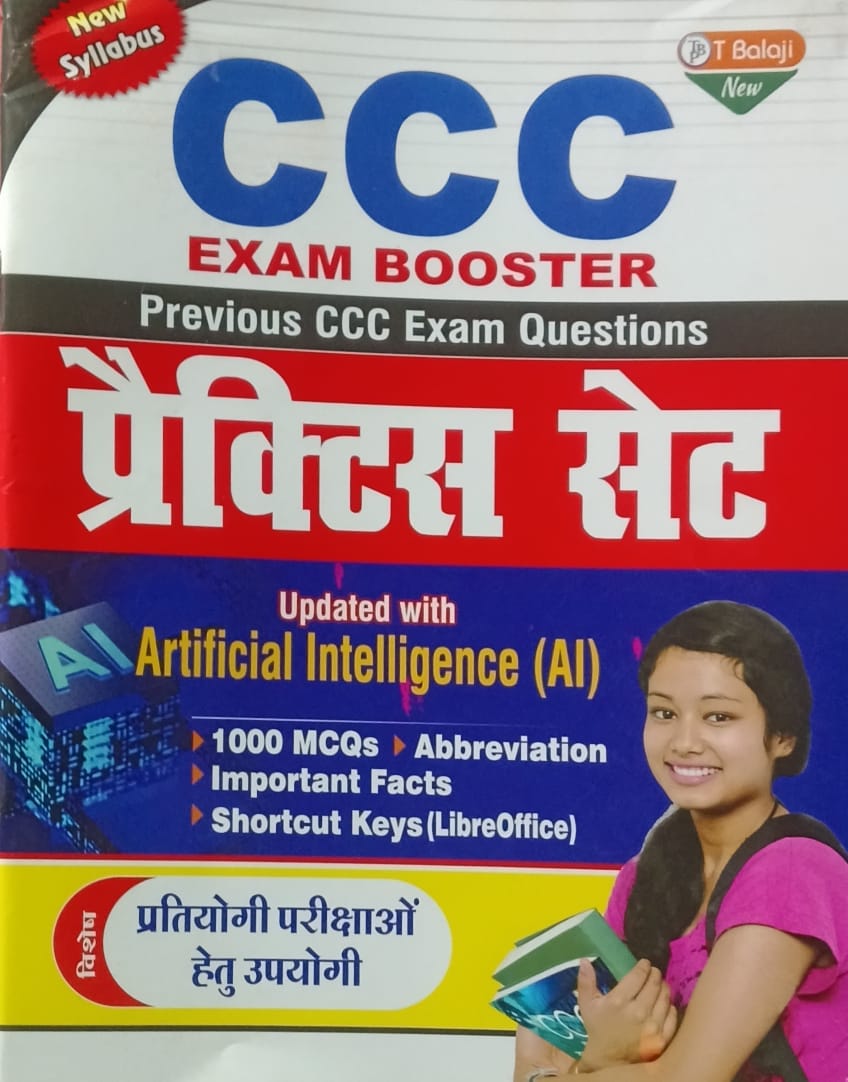 New
Syllabus
TBP T Balaji
New
CCC
EXAM BOOSTER
Previous CCC Exam Questions
प्रैक्टिस सेट
Updated with
AI
Artificial Intelligence (AI)
1000 MCQs Abbreviation
Important Facts
Shortcut Keys (LibreOffice)
विशेष
प्रतियोगी परीक्षाओं
हेतु उपयोगी